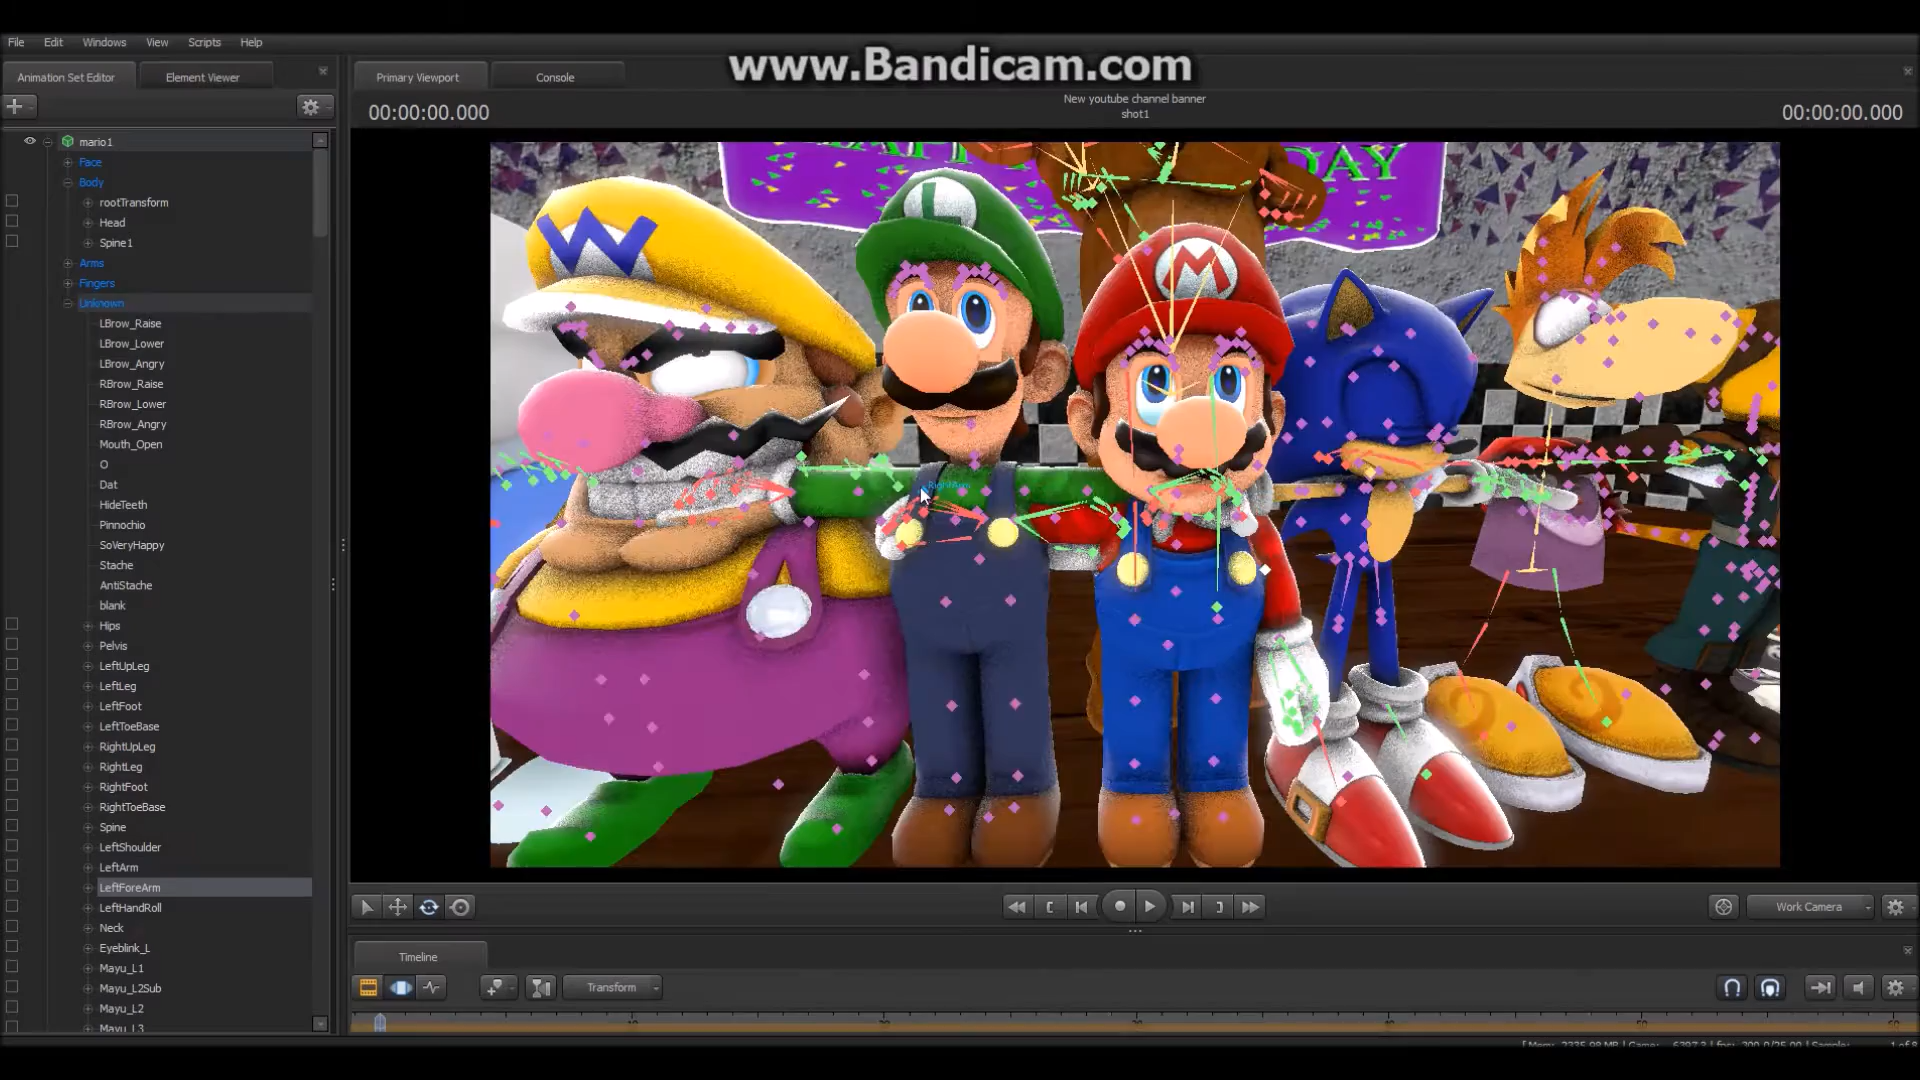 www.Bandicam.com
File Edit Windows View Scripts Help
Animation Set Editor Element Viewer
Primary Viewport Console
New youtube channel banner
00:00:00.000 shot1 00:00:00.000
mario1
Face
Body
rootTransform
Head
Spine1
Arms
Fingers
Unknown
LBrow_Raise
LBrow_Lower
LBrow_Angry
RBrow_Raise
RBrow_Lower
RBrow_Angry
Mouth_Open
O
Dat
HideTeeth
Pinnochio
SoVeryHappy
Stache
AntiStache
blank
Hips
Pelvis
LeftUpLeg
LeftLeg
LeftFoot
LeftToeBase
RightUpLeg
RightLeg
RightFoot
RightToeBase
Spine
LeftShoulder
LeftArm
LeftForeArm
LeftHandRoll
Neck
Eyeblink_L
Mayu_L1
Mayu_L2Sub
Mayu_L2
Mayu_L3
DAY
W
L
M
RightArm
Work Camera
Timeline
Transform